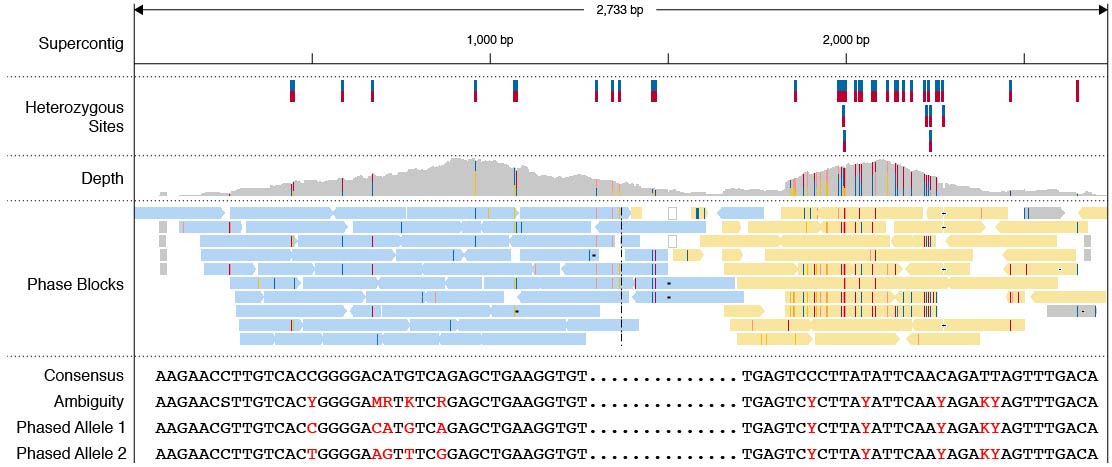 2,733 bp
Supercontig
1,000 bp 2,000 bp
Heterozygous
Sites
Depth
Phase Blocks
Consensus AAGAACCTTGTCACCGGGGACATGTCAGAGCTGAAGGTGT..............TGAGTCCCTTATATTCAACAGATTAGTTTGACA
Ambiguity AAGAACSTTGTCACYGGGGAMRTKTCRGAGCTGAAGGTGT..............TGAGTCYCTTAYATTCAAYAGAKYAGTTTGACA
Phased Allele 1 AAGAACGTTGTCACCGGGGACATGTCAGAGCTGAAGGTGT..............TGAGTCYCTTAYATTCAAYAGAKYAGTTTGACA
Phased Allele 2 AAGAACCTTGTCACTGGGGAAGTTTCGGAGCTGAAGGTGT..............TGAGTCYCTTAYATTCAAYAGAKYAGTTTGACA